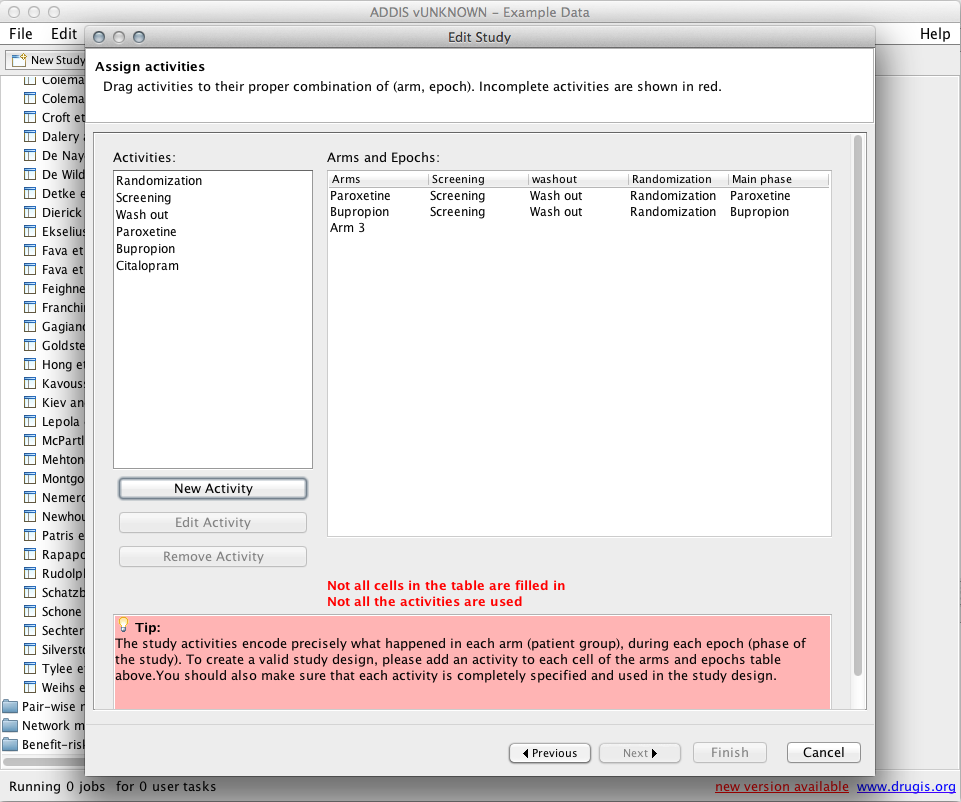 ADDIS vUNKNOWN - Example Data
File Edit Help
Edit Study
New Study
Assign activities
Drag activities to their proper combination of (arm, epoch). Incomplete activities are shown in red.
Activities:
Randomization
Screening
Wash out
Paroxetine
Bupropion
Citalopram
New Activity
Edit Activity
Remove Activity
Arms and Epochs:
Arms Screening washout Randomization Main phase
Paroxetine Screening Wash out Randomization Paroxetine
Bupropion Screening Wash out Randomization Bupropion
Arm 3
Not all cells in the table are filled in
Not all the activities are used
Tip:
The study activities encode precisely what happened in each arm (patient group), during each epoch (phase of
the study). To create a valid study design, please add an activity to each cell of the arms and epochs table
above.You should also make sure that each activity is completely specified and used in the study design.
Previous Next Finish Cancel
Colema
Colema
Croft et
Dalery a
De Nay
De Wild
Detke e
Dierick
Ekselius
Fava et
Fava et
Feighne
Franchi
Gagian
Goldste
Hong et
Kavous
Kiev an
Lepola
McPartl
Mehton
Montgo
Nemero
Newhou
Patris e
Rapapo
Rudolph
Schatzb
Schone
Sechter
Silversto
Tylee et
Weihs e
Pair-wise
Network m
Benefit-risk
Running 0 jobs for 0 user tasks
new version available www.drugis.org